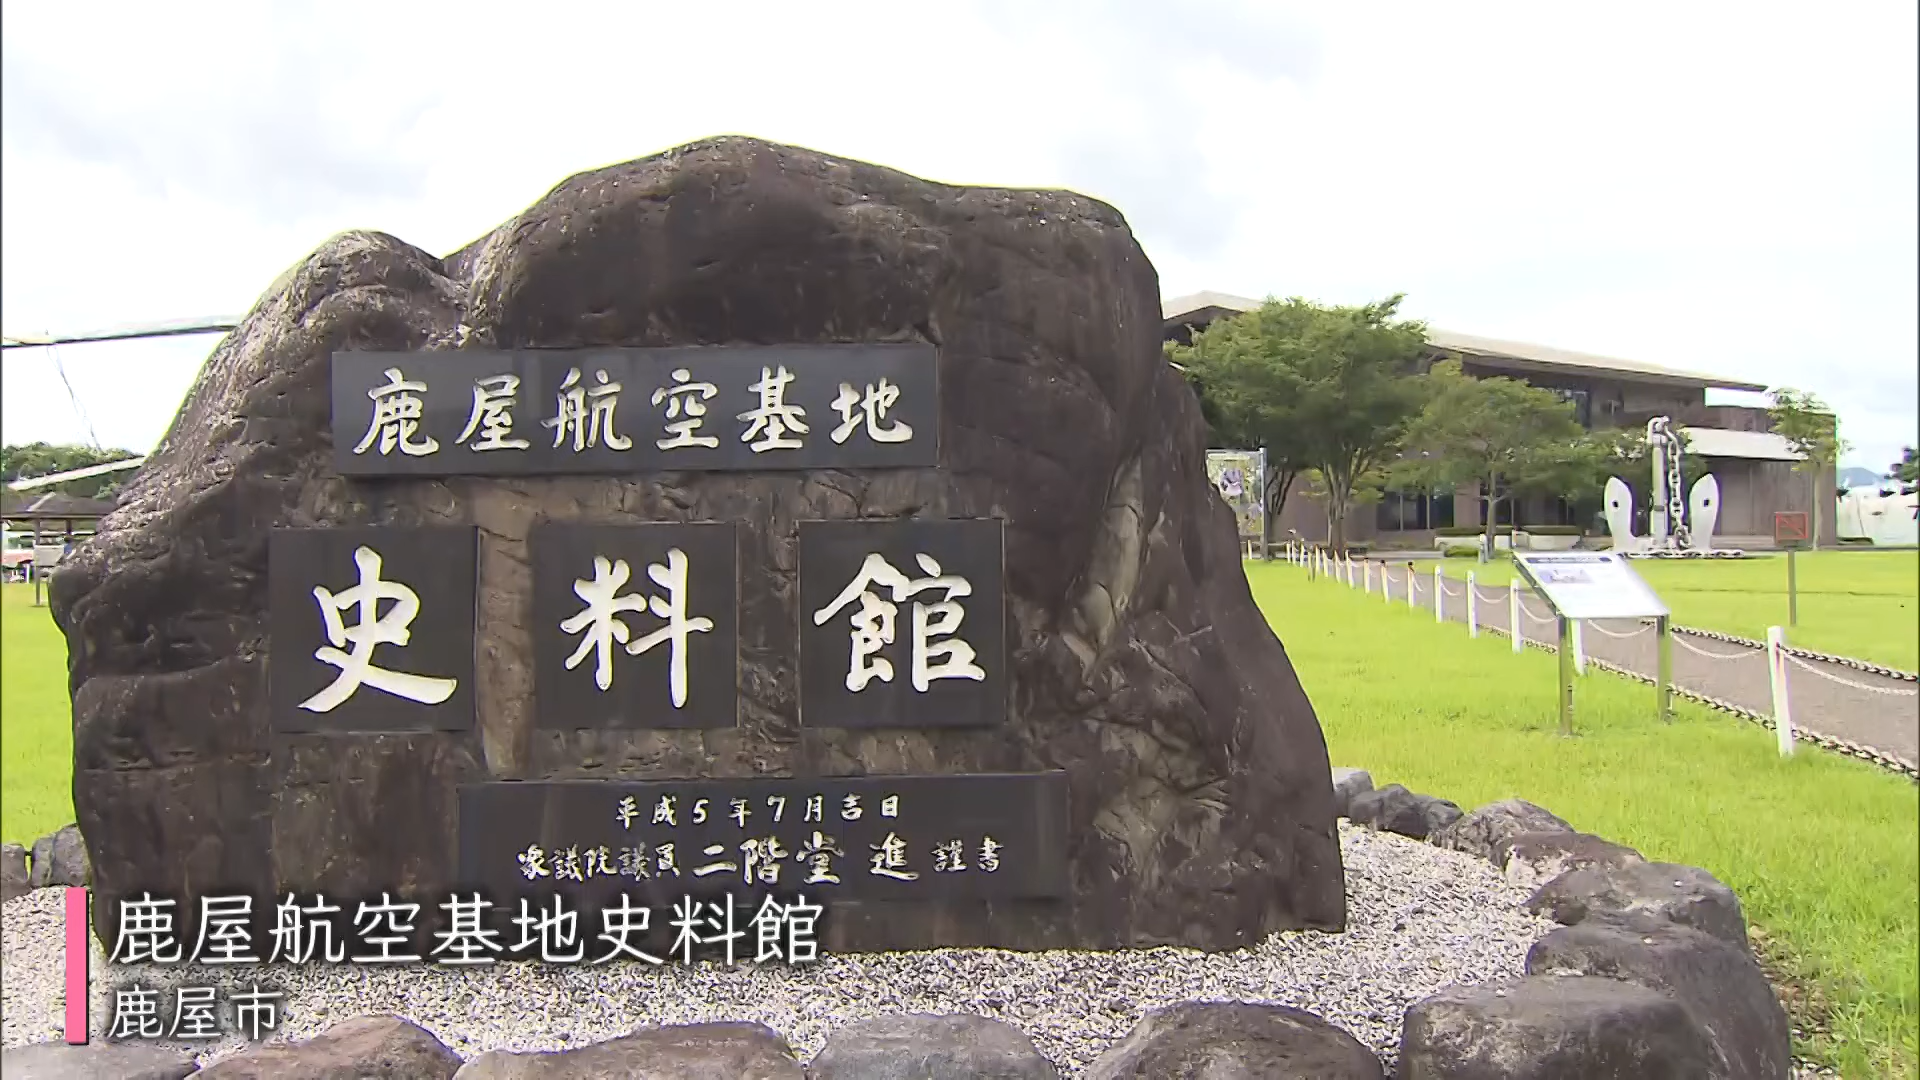 鹿屋航空基地
史料館
平成5年7月吉日
衆議院議員 二階堂 進 謹書
鹿屋航空基地史料館
鹿屋市